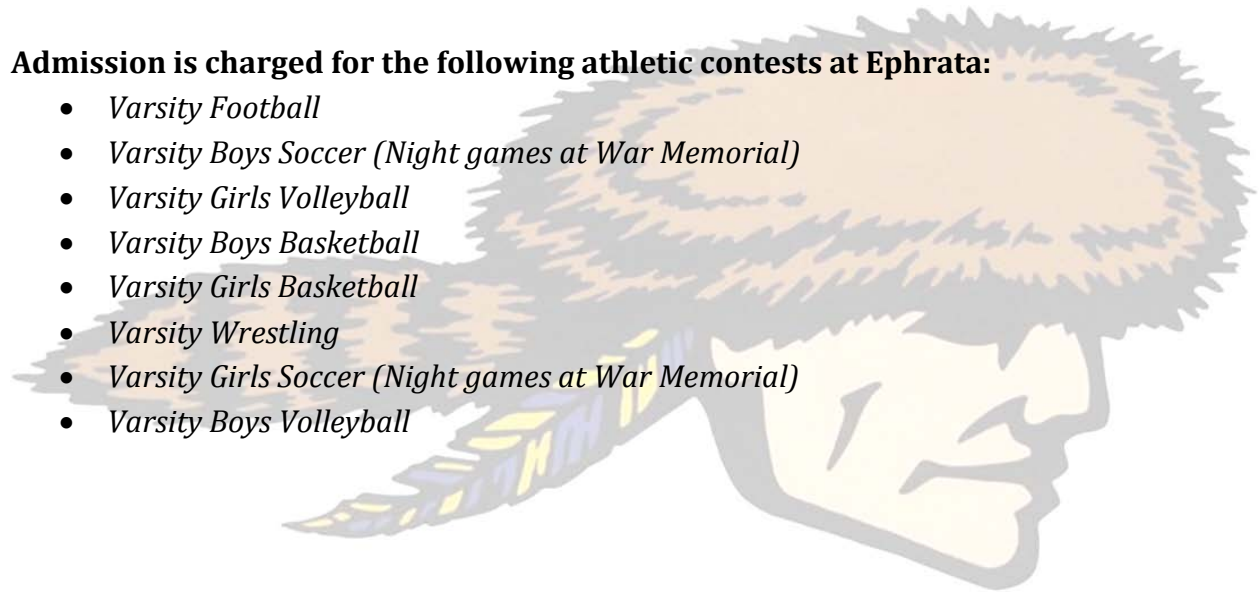 Admission is charged for the following athletic contests at Ephrata:
• Varsity Football
• Varsity Boys Soccer (Night games at War Memorial)
• Varsity Girls Volleyball
• Varsity Boys Basketball
• Varsity Girls Basketball
• Varsity Wrestling
• Varsity Girls Soccer (Night games at War Memorial)
• Varsity Boys Volleyball